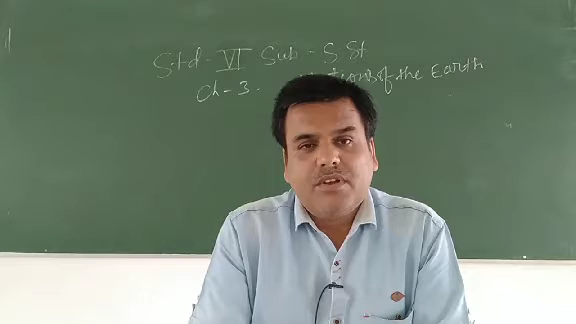 Std - VI Sub - S.St
Ch - 3. of the Earth